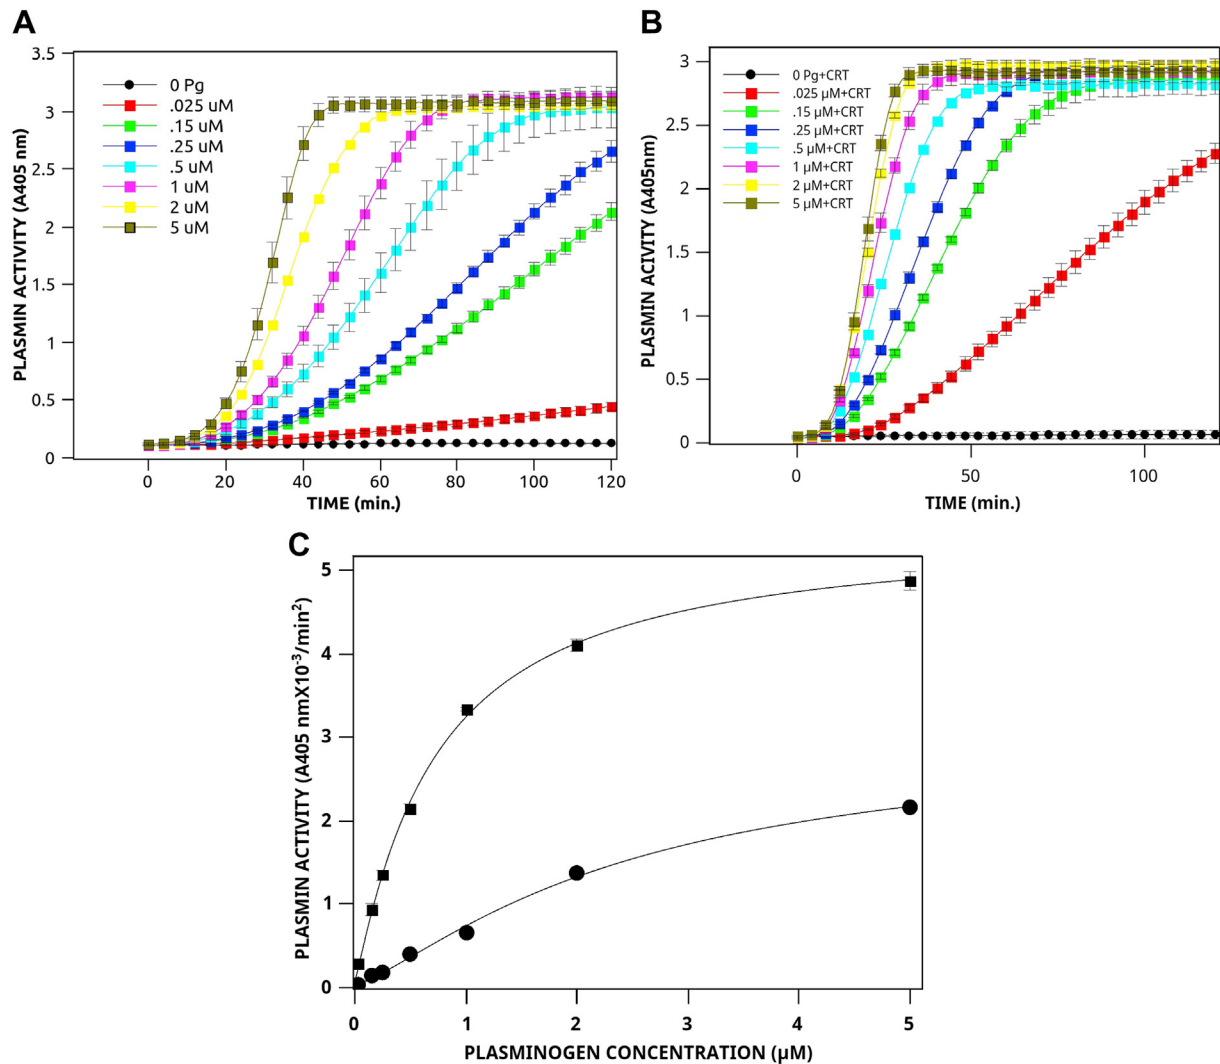 A
PLASMIN ACTIVITY (A405 nm)
3.5
3
2.5
2
1.5
1
0.5
0
0 Pg
.025 uM
.15 uM
.25 uM
.5 uM
1 uM
2 uM
5 uM
0 20 40 60 80 100 120
TIME (min.)
B
PLASMIN ACIVITY (A405nm)
3
2.5
2
1.5
1
0.5
0
0 Pg+CRT
.025 µM+CRT
.15 µM+CRT
.25 µM+CRT
.5 µM+CRT
1 µM+CRT
2 µM+CRT
5 µM+CRT
0 50 100
TIME (min.)
C
PLASMIN ACTIVITY (A405 nmX10⁻³/min²)
5
4
3
2
1
0
0 1 2 3 4 5
PLASMINOGEN CONCENTRATION (µM)